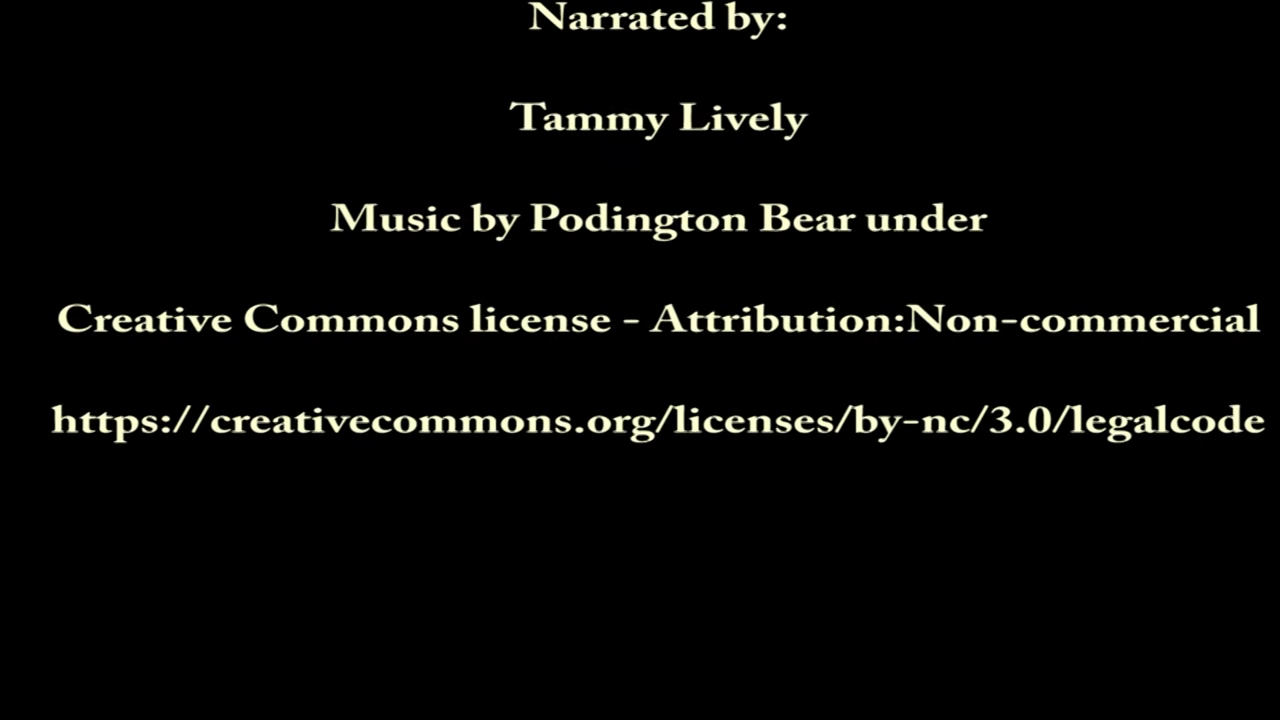 Narrated by:
Tammy Lively
Music by Podington Bear under
Creative Commons license - Attribution:Non-commercial
https://creativecommons.org/licenses/by-nc/3.0/legalcode